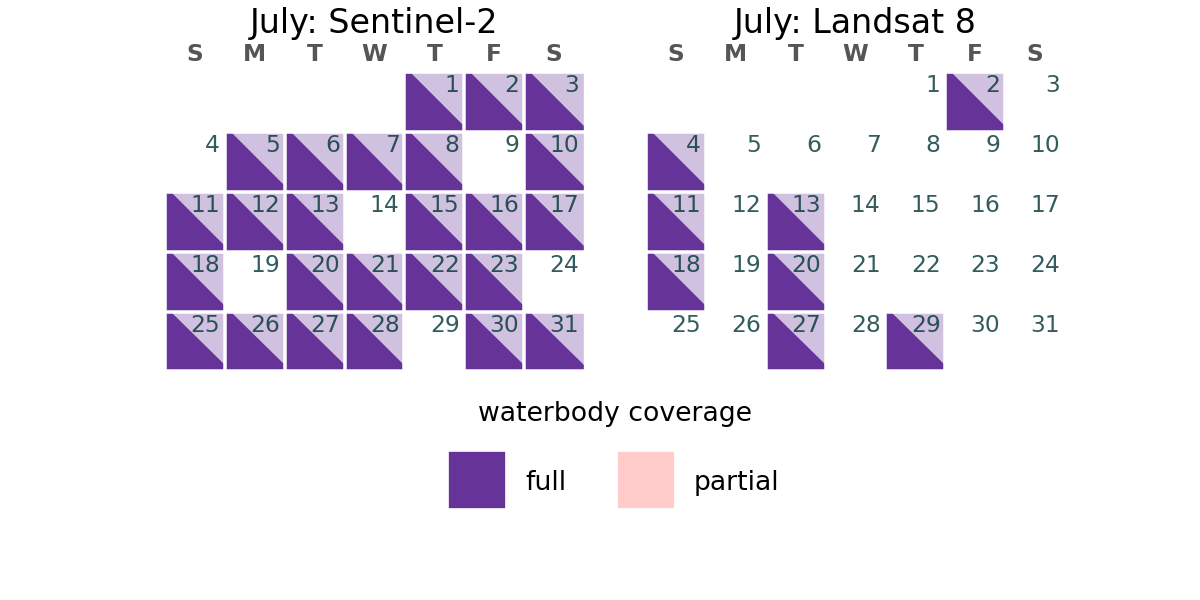 July: Sentinel-2
S M T W T F S
1 2 3
4 5 6 7 8 9 10
11 12 13 14 15 16 17
18 19 20 21 22 23 24
25 26 27 28 29 30 31
July: Landsat 8
S M T W T F S
1 2 3
4 5 6 7 8 9 10
11 12 13 14 15 16 17
18 19 20 21 22 23 24
25 26 27 28 29 30 31
waterbody coverage
full partial